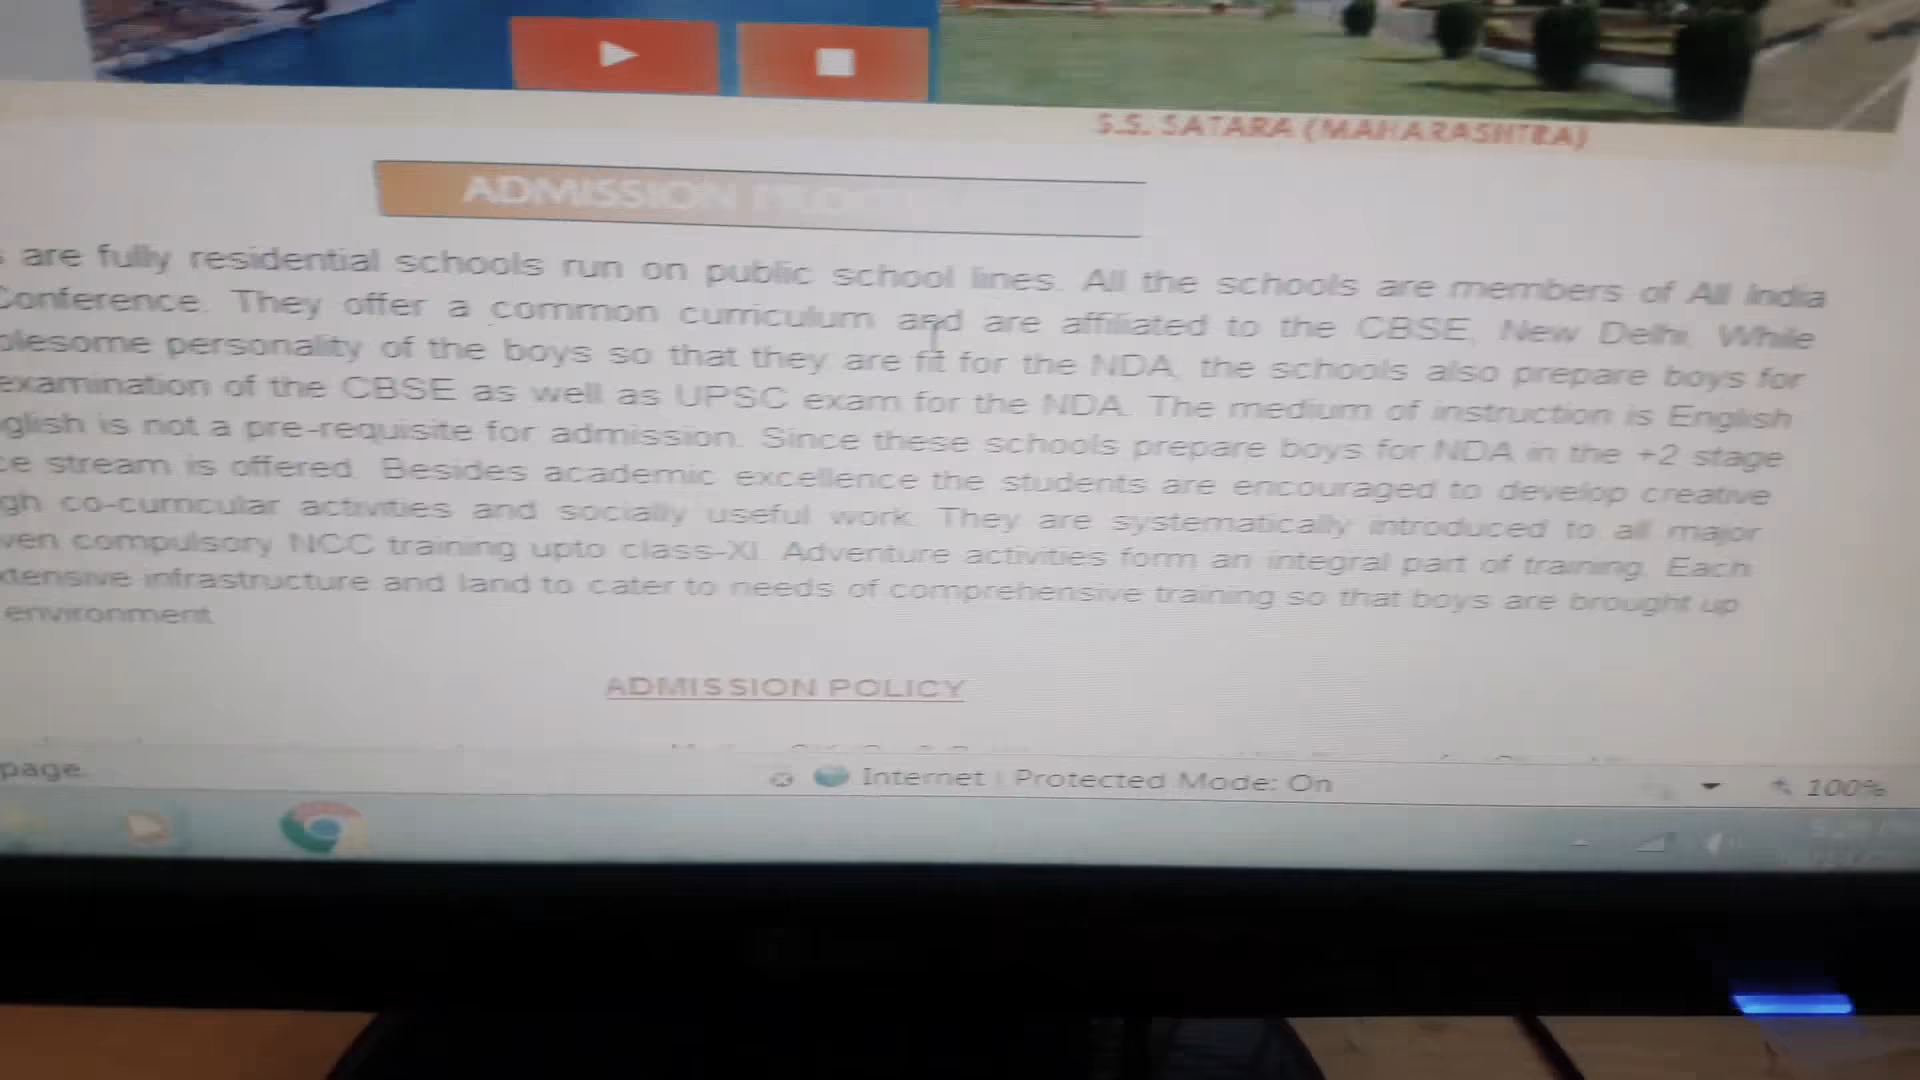 S.S. SATARA (MAHARASHTRA)
ADMISSION
are fully residential schools run on public school lines. All the schools are members of All India
Conference. They offer a common curriculum and are affiliated to the CBSE, New Delhi. While
olesome personality of the boys so that they are fit for the NDA, the schools also prepare boys for
examination of the CBSE as well as UPSC exam for the NDA. The medium of instruction is English
glish is not a pre-requisite for admission. Since these schools prepare boys for NDA in the +2 stage
ce stream is offered. Besides academic excellence the students are encouraged to develop creative
gh co-curricular activities and socially useful work. They are systematically introduced to all major
ven compulsory NCC training upto class-XI. Adventure activities form an integral part of training. Each
xtensive infrastructure and land to cater to needs of comprehensive training so that boys are brought up
environment.
ADMISSION POLICY
page.
Internet | Protected Mode: On
100%